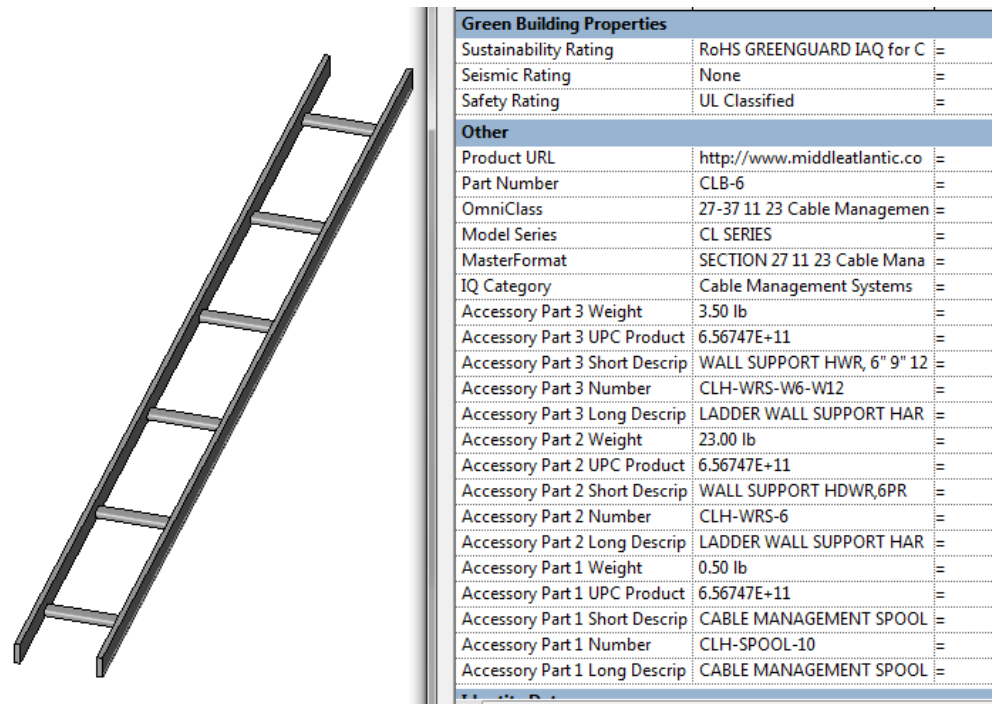 Green Building Properties
Sustainability Rating RoHS GREENGUARD IAQ for C =
Seismic Rating None =
Safety Rating UL Classified =
Other
Product URL http://www.middleatlantic.co =
Part Number CLB-6 =
OmniClass 27-37 11 23 Cable Managemen =
Model Series CL SERIES =
MasterFormat SECTION 27 11 23 Cable Mana =
IQ Category Cable Management Systems =
Accessory Part 3 Weight 3.50 lb =
Accessory Part 3 UPC Product 6.56747E+11 =
Accessory Part 3 Short Descrip WALL SUPPORT HWR, 6" 9" 12 =
Accessory Part 3 Number CLH-WRS-W6-W12 =
Accessory Part 3 Long Descrip LADDER WALL SUPPORT HAR =
Accessory Part 2 Weight 23.00 lb =
Accessory Part 2 UPC Product 6.56747E+11 =
Accessory Part 2 Short Descrip WALL SUPPORT HDWR,6PR =
Accessory Part 2 Number CLH-WRS-6 =
Accessory Part 2 Long Descrip LADDER WALL SUPPORT HAR =
Accessory Part 1 Weight 0.50 lb =
Accessory Part 1 UPC Product 6.56747E+11 =
Accessory Part 1 Short Descrip CABLE MANAGEMENT SPOOL =
Accessory Part 1 Number CLH-SPOOL-10 =
Accessory Part 1 Long Descrip CABLE MANAGEMENT SPOOL =